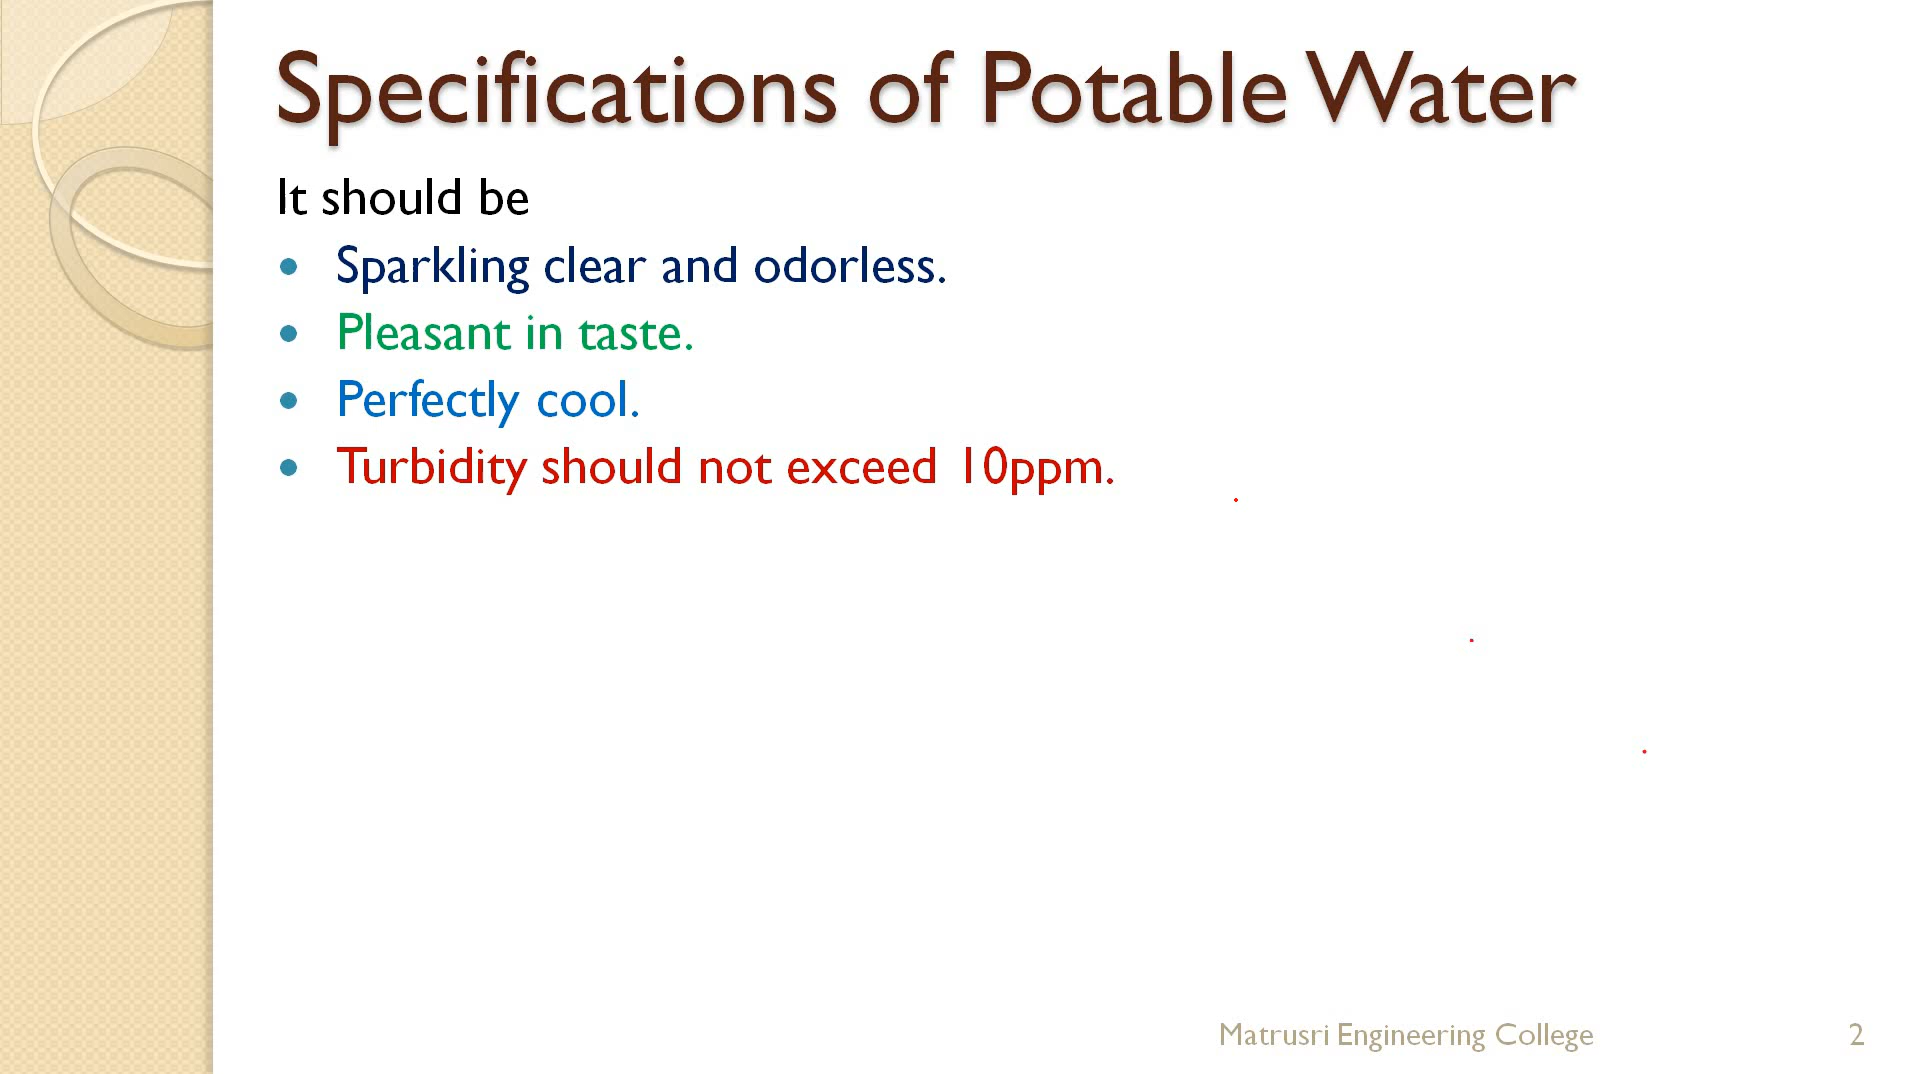 Specifications of Potable Water
It should be
• Sparkling clear and odorless.
• Pleasant in taste.
• Perfectly cool.
• Turbidity should not exceed 10ppm.
Matrusri Engineering College 2